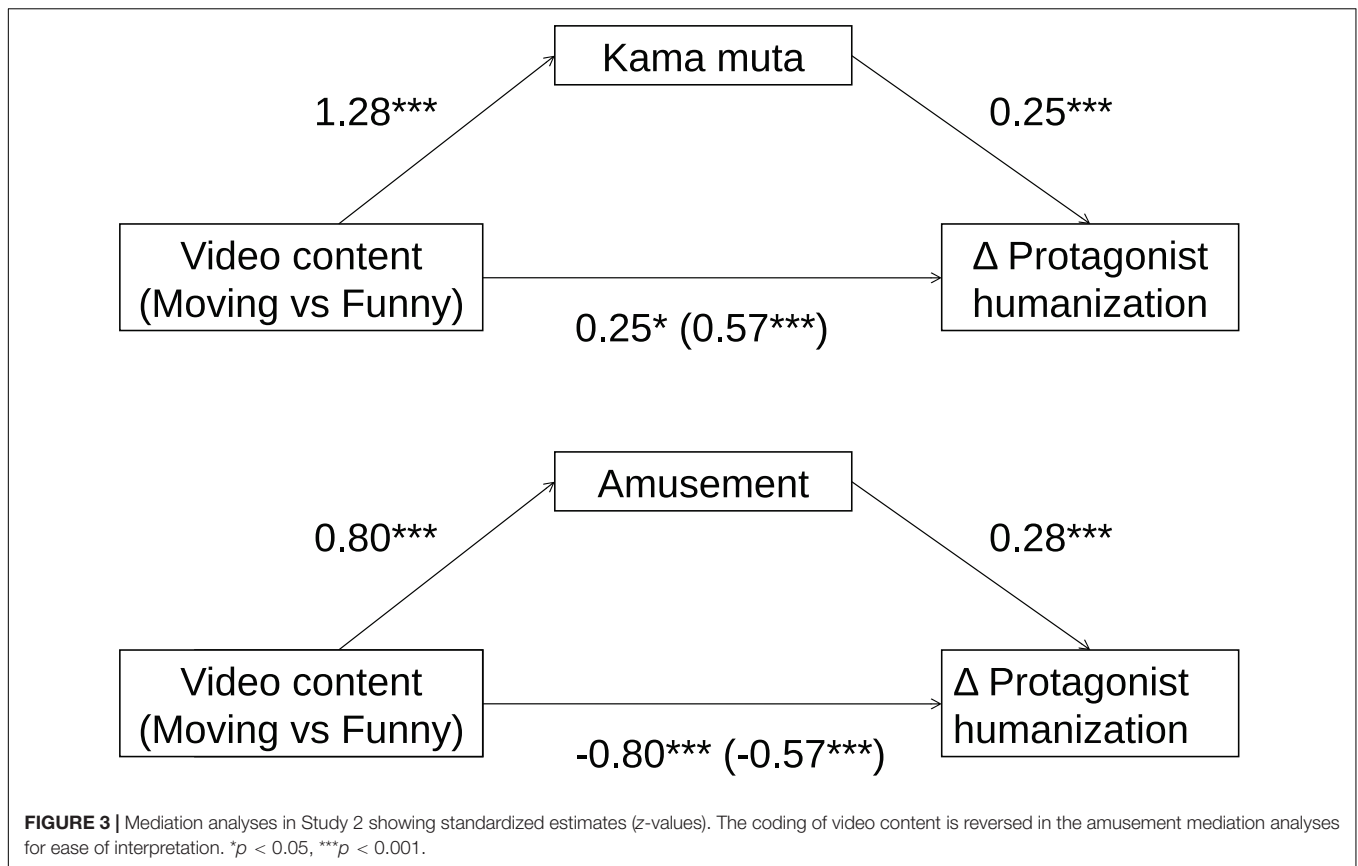 Kama muta
1.28***
0.25***
Video content
(Moving vs Funny)
Δ Protagonist
humanization
0.25* (0.57***)
Amusement
0.80***
0.28***
Video content
(Moving vs Funny)
Δ Protagonist
humanization
-0.80*** (-0.57***)
FIGURE 3 | Mediation analyses in Study 2 showing standardized estimates (z-values). The coding of video content is reversed in the amusement mediation analyses
for ease of interpretation. *p < 0.05, ***p < 0.001.